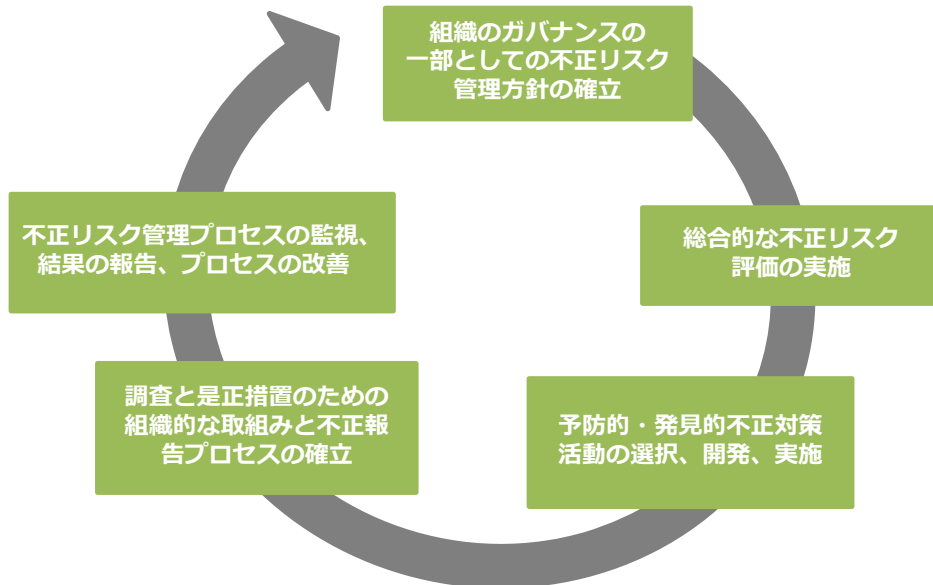 組織のガバナンスの
一部としての不正リスク
管理方針の確立
総合的な不正リスク
評価の実施
予防的・発見的不正対策
活動の選択、開発、実施
調査と是正措置のための
組織的な取組みと不正報
告プロセスの確立
不正リスク管理プロセスの監視、
結果の報告、プロセスの改善